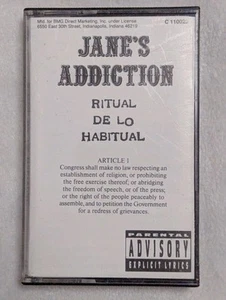 Mfd. for BMG Direct Marketing, Inc. under License
6550 East 30th Street, Indianapolis, Indiana 46219
JANE'S
ADDICTION
RITUAL
DE LO
HABITUAL
ARTICLE I
Congress shall make no law respecting an
establishment of religion, or prohibiting
the free exercise thereof; or abridging
the freedom of speech, or of the press,
or the right of the people peaceably to
assemble, and to petition the Government
for a redress of grievances.
PARENTAL
ADVISORY
EXPLICIT LYRICS